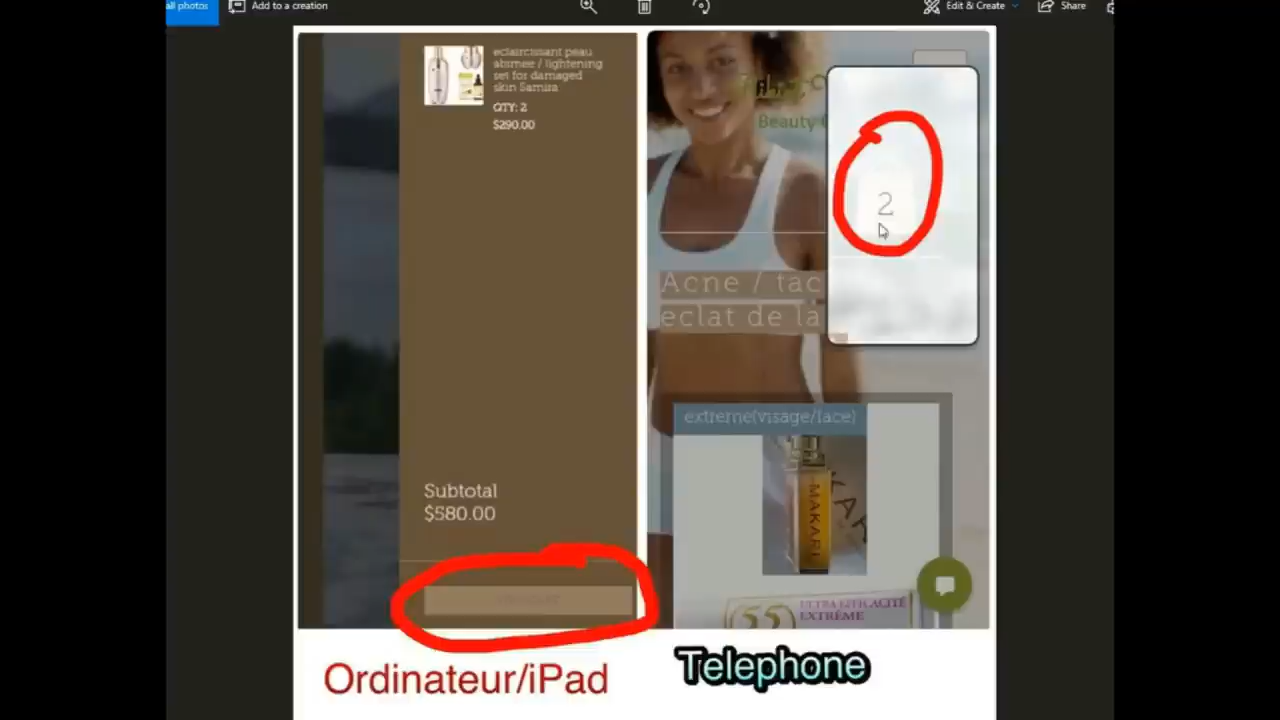 all photos
Add to a creation
Edit & Create
Share
eclaircissant peau
abimee / lightening
set for damaged
skin Samira
QTY: 2
$290.00
Subtotal
$580.00
Beauty
2
Acne / tac
eclat de la
extreme(visage/face)
MAKARI
55
ULTRA EFFICACITÉ
EXTRÊME
Ordinateur/iPad
Telephone